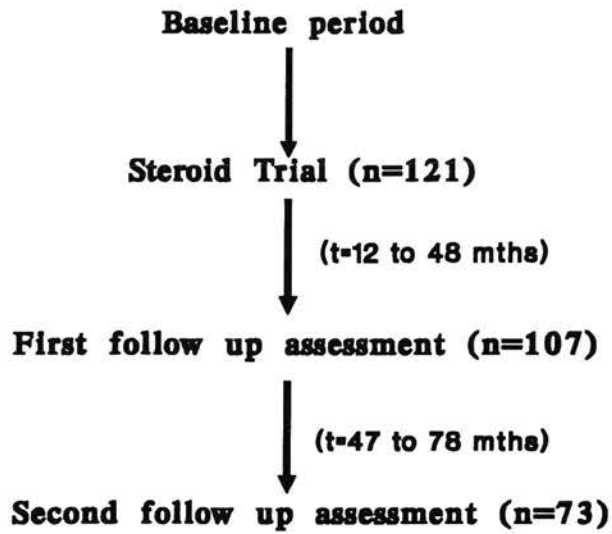 Baseline period
Steroid Trial (n=121)
(t=12 to 48 mths)
First follow up assessment (n=107)
(t=47 to 78 mths)
Second follow up assessment (n=73)